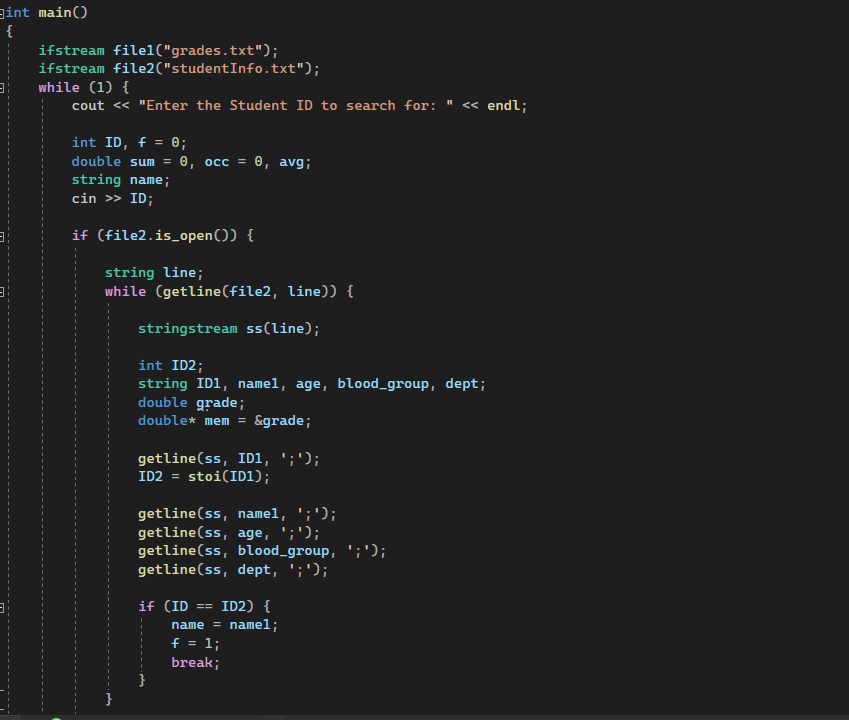 int main()
{
ifstream file1("grades.txt");
ifstream file2("studentInfo.txt");
while (1) {
cout << "Enter the Student ID to search for: " << endl;
int ID, f = 0;
double sum = 0, occ = 0, avg;
string name;
cin >> ID;
if (file2.is_open()) {
string line;
while (getline(file2, line)) {
stringstream ss(line);
int ID2;
string ID1, name1, age, blood_group, dept;
double grade;
double* mem = &grade;
getline(ss, ID1, ';');
ID2 = stoi(ID1);
getline(ss, name1, ';');
getline(ss, age, ';');
getline(ss, blood_group, ';');
getline(ss, dept, ';');
if (ID == ID2) {
name = name1;
f = 1;
break;
}
}